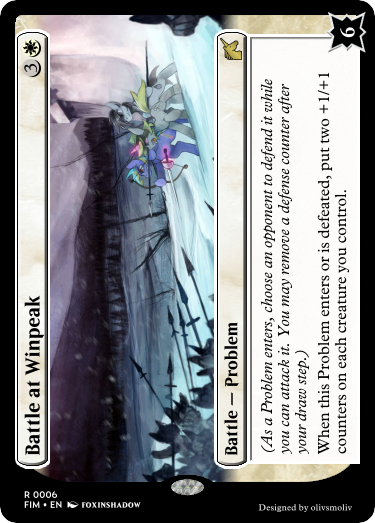 Battle at Winpeak
3
Battle – Problem
(As a Problem enters, choose an opponent to defend it while
you can attack it. You may remove a defense counter after
your draw step.)
When this Problem enters or is defeated, put two +1/+1
counters on each creature you control.
6
R 0006
FIM • EN FOXINSHADOW
Designed by olivsmoliv